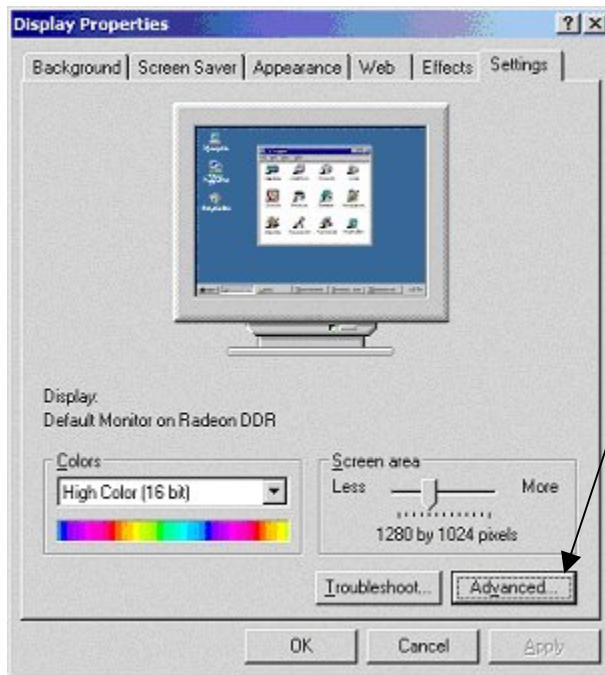 Display Properties
Background Screen Saver Appearance Web Effects Settings
Display:
Default Monitor on Radeon DDR
Colors
High Color (16 bit)
Screen area
Less More
1280 by 1024 pixels
Troubleshoot... Advanced...
OK Cancel Apply